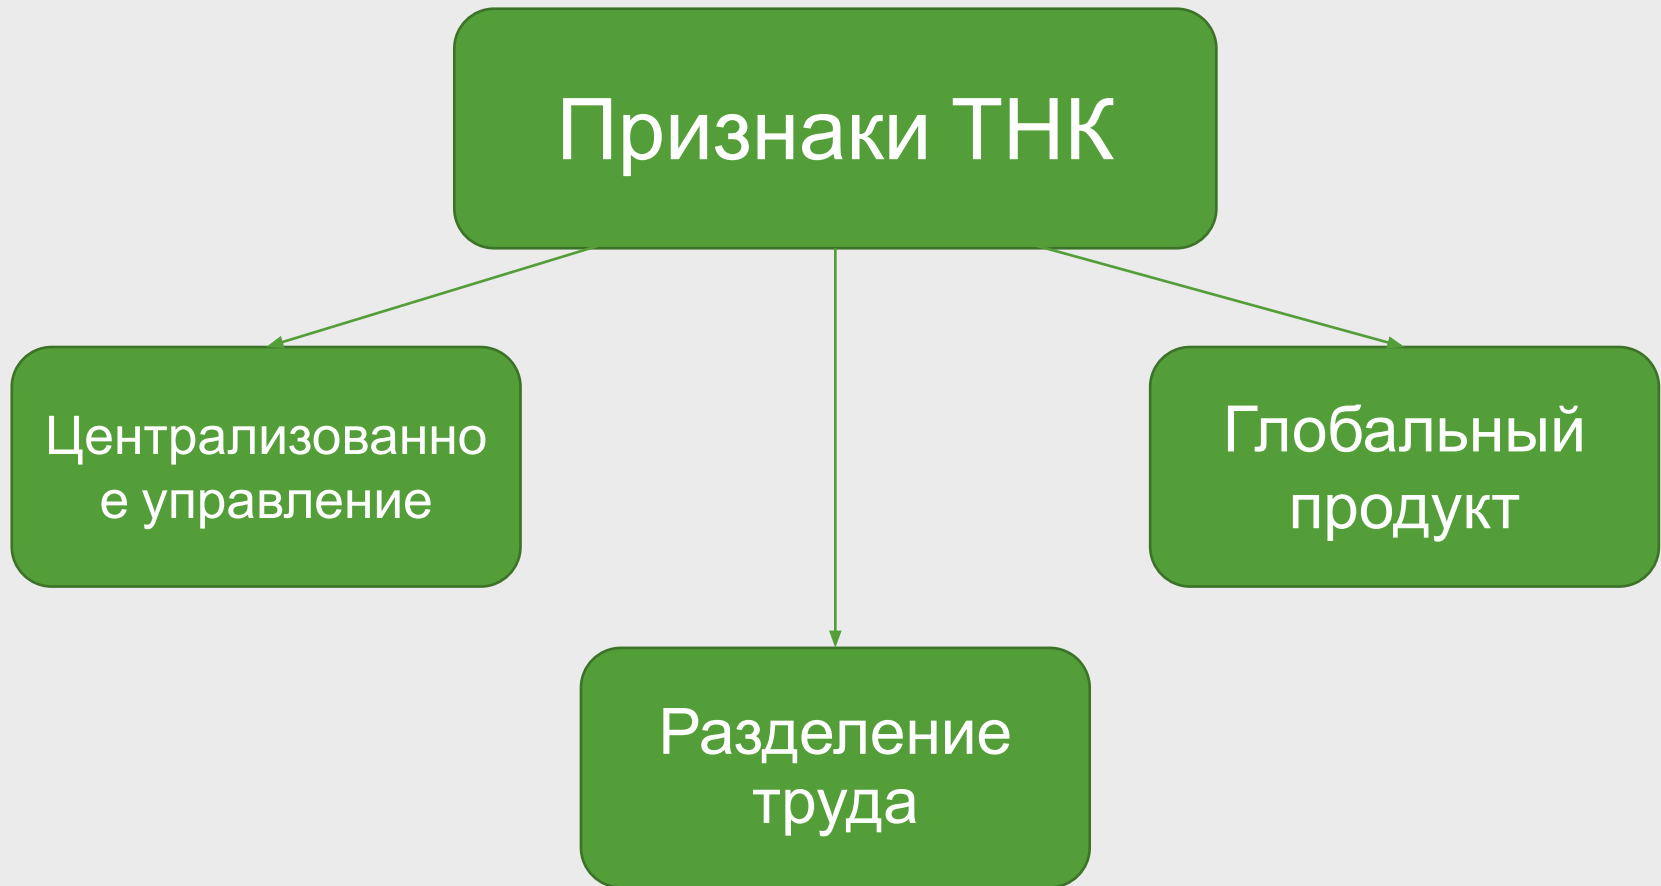 Признаки ТНК
Централизованно
е управление
Глобальный
продукт
Разделение
труда